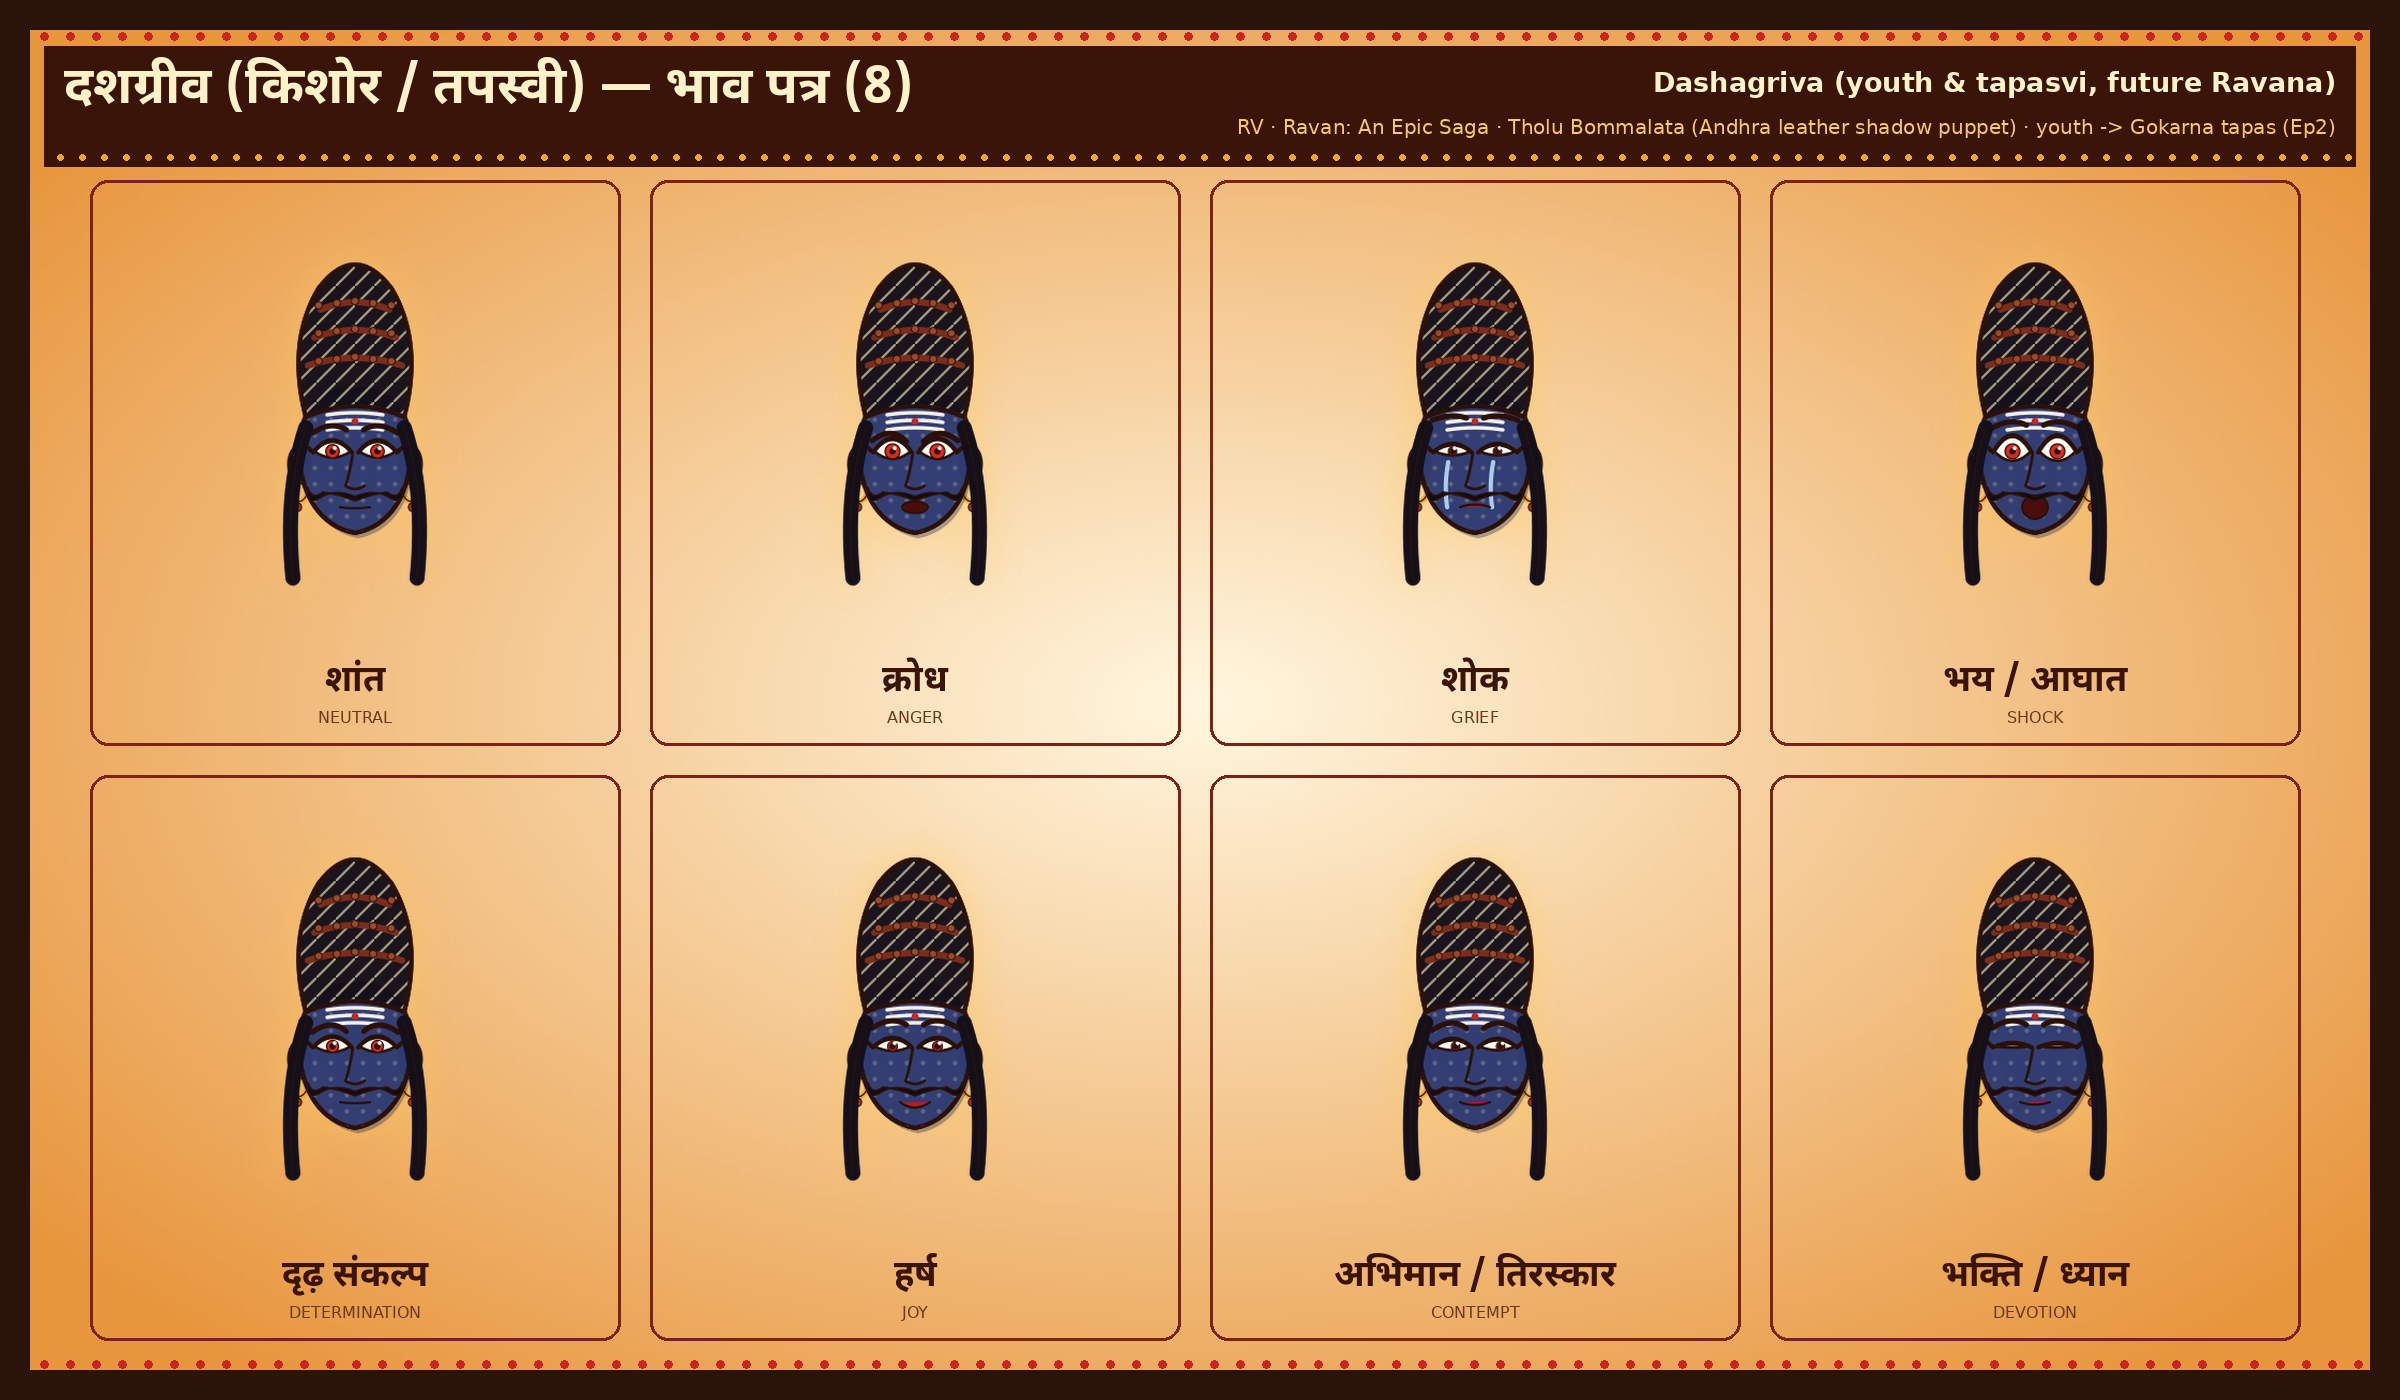 दशग्रीव (किशोर / तपस्वी) — भाव पत्र (8)
Dashagriva (youth & tapasvi, future Ravana)
RV · Ravan: An Epic Saga · Tholu Bommalata (Andhra leather shadow puppet) · youth -> Gokarna tapas (Ep2)
शांत
NEUTRAL
क्रोध
ANGER
शोक
GRIEF
भय / आघात
SHOCK
दृढ़ संकल्प
DETERMINATION
हर्ष
JOY
अभिमान / तिरस्कार
CONTEMPT
भक्ति / ध्यान
DEVOTION